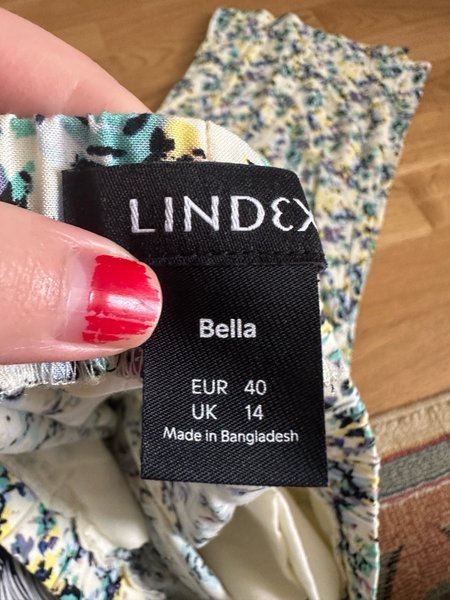 LINDEX
Bella
EUR 40
UK 14
Made in Bangladesh